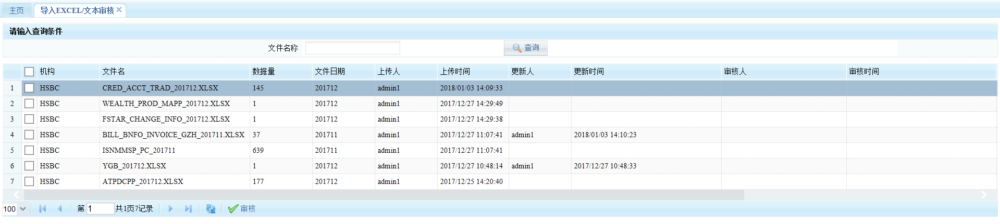 主页 导入EXCEL/文本审核
请输入查询条件
文件名称 查询
机构 文件名 数据量 文件日期 上传人 上传时间 更新人 更新时间 审核人 审核时间
1 HSBC CRED_ACCT_TRAD_201712.XLSX 145 201712 admin1 2018/01/03 14:09:33
2 HSBC WEALTH_PROD_MAPP_201712.XLSX 1 201712 admin1 2017/12/27 14:29:49
3 HSBC FSTAR_CHANGE_INFO_201712.XLSX 1 201712 admin1 2017/12/27 14:29:38
4 HSBC BILL_BNFO_INVOICE_GZH_201711.XLSX 37 201711 admin1 2017/12/27 11:07:41 admin1 2018/01/03 14:10:23
5 HSBC ISNMMSP_PC_201711 639 201711 admin1 2017/12/27 11:07:41
6 HSBC YGB_201712.XLSX 1 201712 admin1 2017/12/27 10:48:14 admin1 2017/12/27 10:48:33
7 HSBC ATPDCPP_201712.XLSX 177 201712 admin1 2017/12/25 14:20:40
100 第 1 共1页7记录 审核